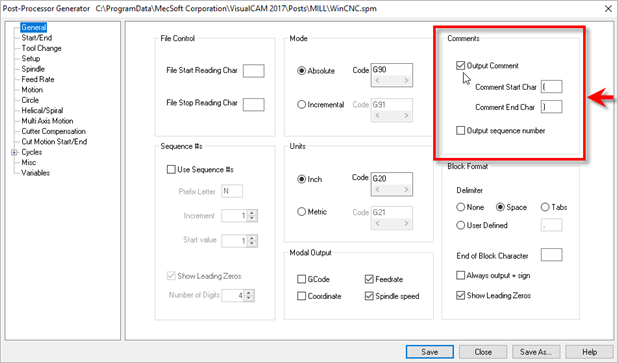 Post-Processor Generator C:\ProgramData\MecSoft Corporation\VisualCAM 2017\Posts\MILL\WinCNC.spm
General
Start/End
Tool Change
Setup
Spindle
Feed Rate
Motion
Circle
Helical/Spiral
Multi Axis Motion
Cutter Compensation
Cut Motion Start/End
Cycles
Misc
Variables
File Control
File Start Reading Char
File Stop Reading Char
Sequence #s
Use Sequence #s
Prefix Letter N
Increment 1
Start value 1
Show Leading Zeros
Number of Digits 4
Mode
Absolute Code G90
Incremental Code G91
Units
Inch Code G20
Metric Code G21
Modal Output
GCode Feedrate
Coordinate Spindle speed
Comments
Output Comment
Comment Start Char (
Comment End Char )
Output sequence number
Block Format
Delimiter
None Space Tabs
User Defined
End of Block Character
Always output + sign
Show Leading Zeros
Save Close Save As... Help